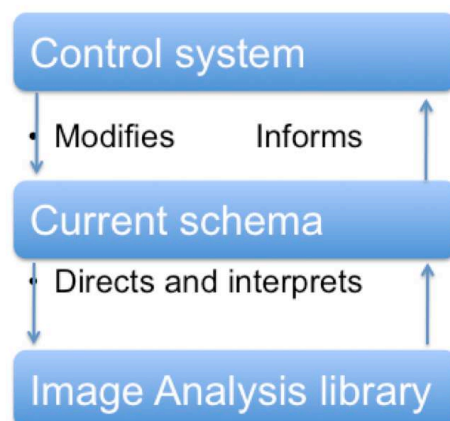 Control system
• Modifies Informs
Current schema
• Directs and interprets
Image Analysis library